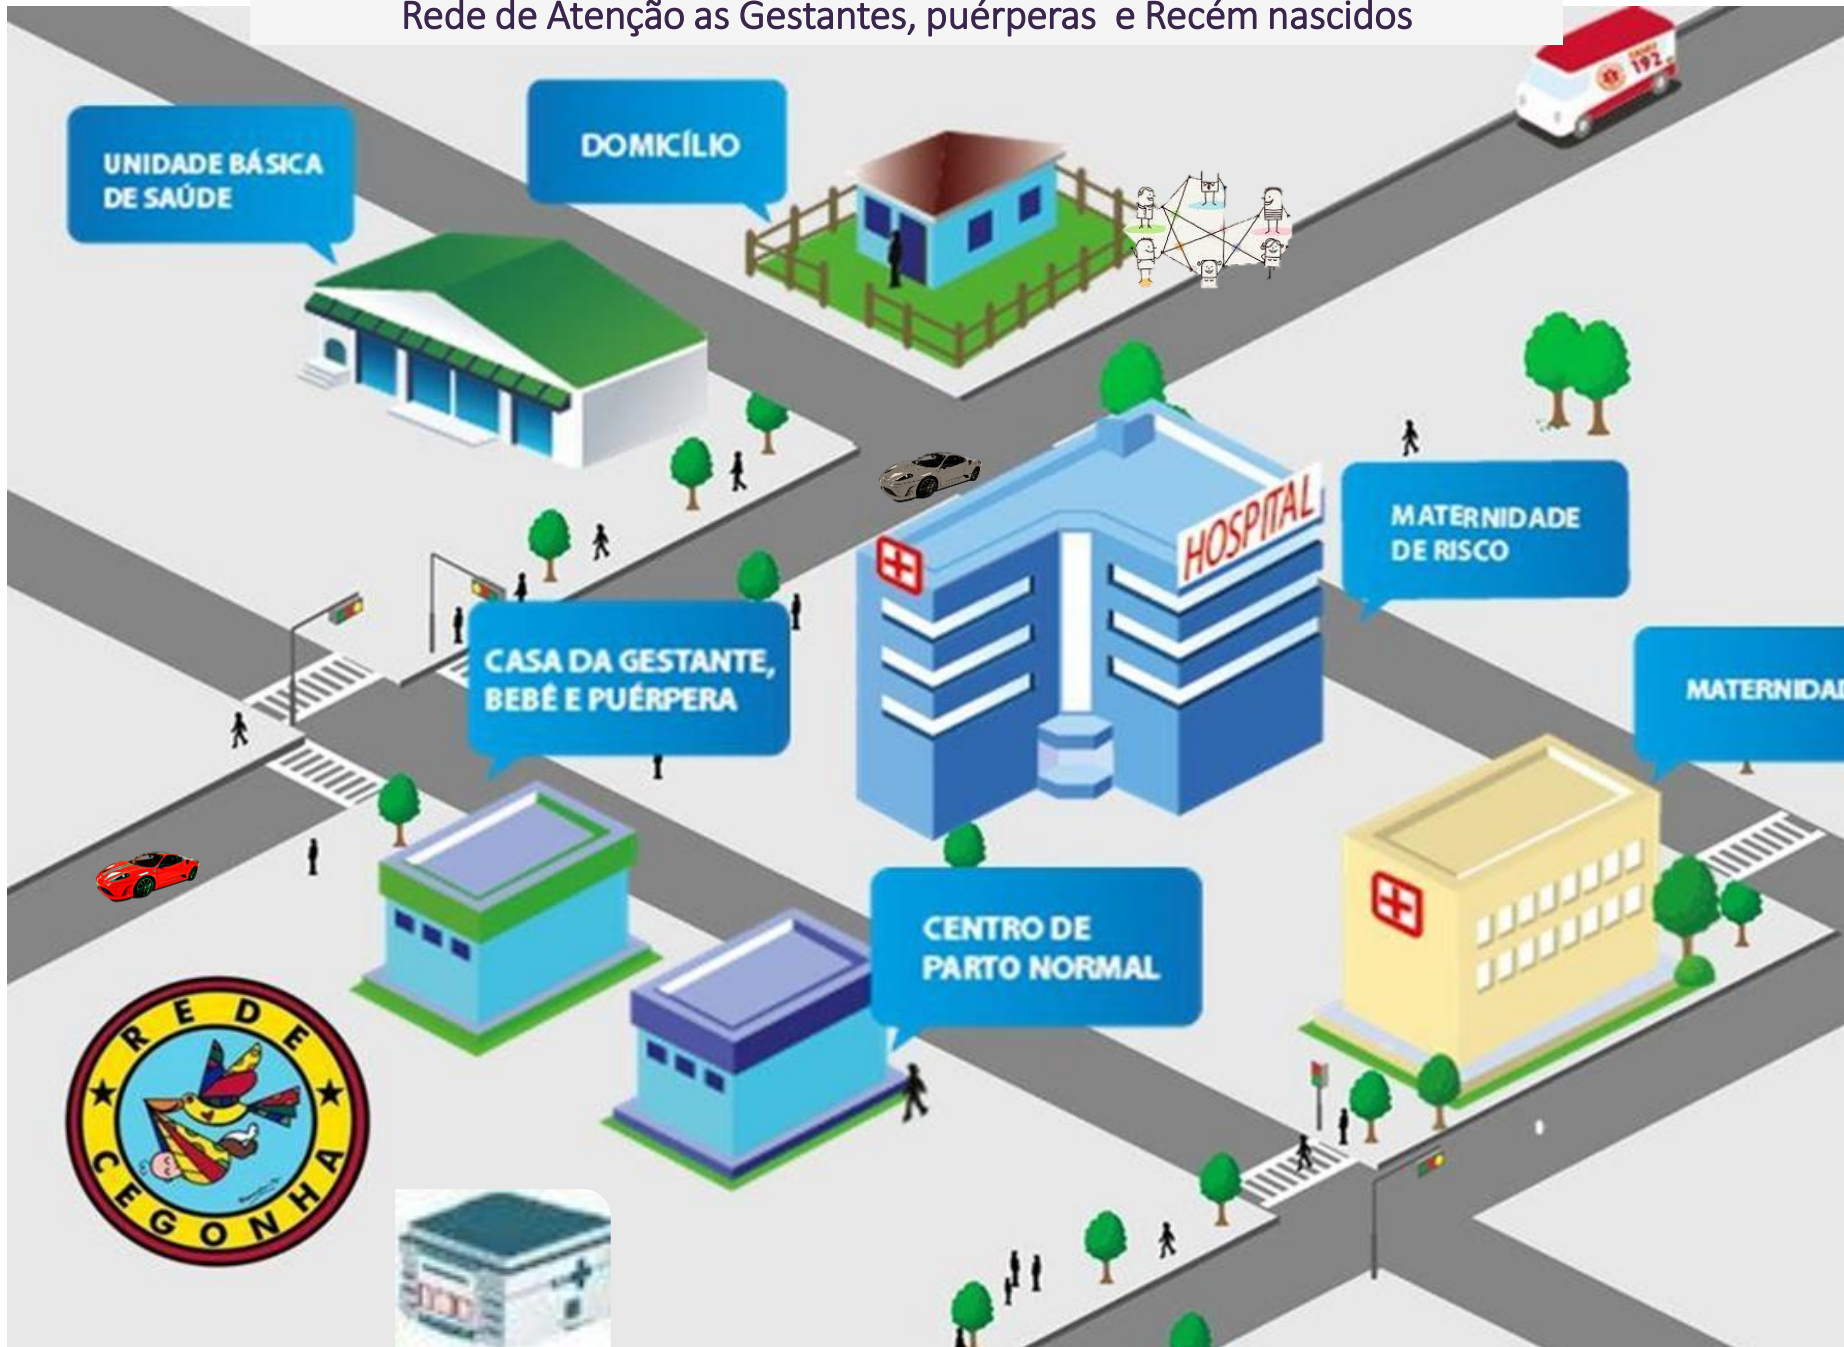 Rede de Atenção as Gestantes, puérperas e Recém nascidos
192
UNIDADE BÁSICA
DE SAÚDE
DOMICÍLIO
HOSPITAL
MATERNIDADE
DE RISCO
CASA DA GESTANTE,
BEBÊ E PUÉRPERA
MATERNIDAD
CENTRO DE
PARTO NORMAL
REDE
CEGONHA